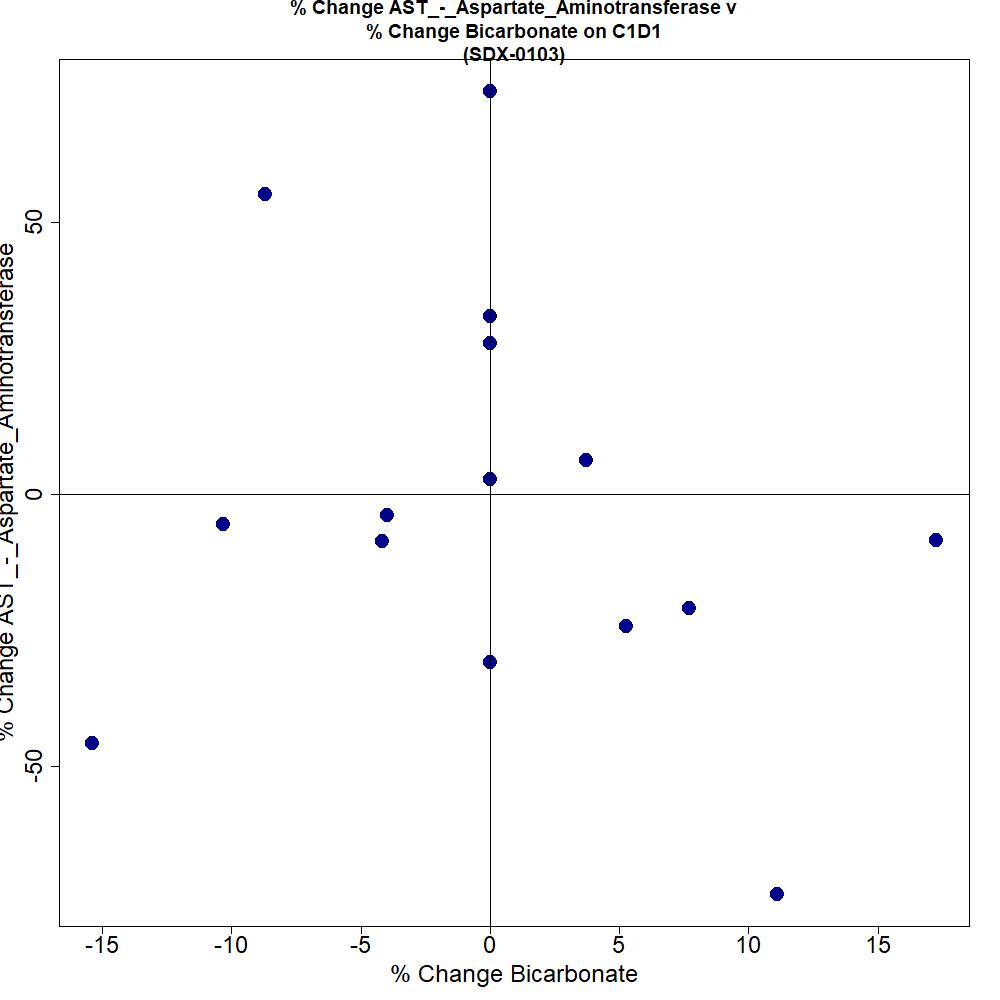 % Change AST_-_Aspartate_Aminotransferase v
% Change Bicarbonate on C1D1
(SDX-0103)
% Change AST_-_Aspartate_Aminotransferase
50
0
-50
-15
-10
-5
0
5
10
15
% Change Bicarbonate